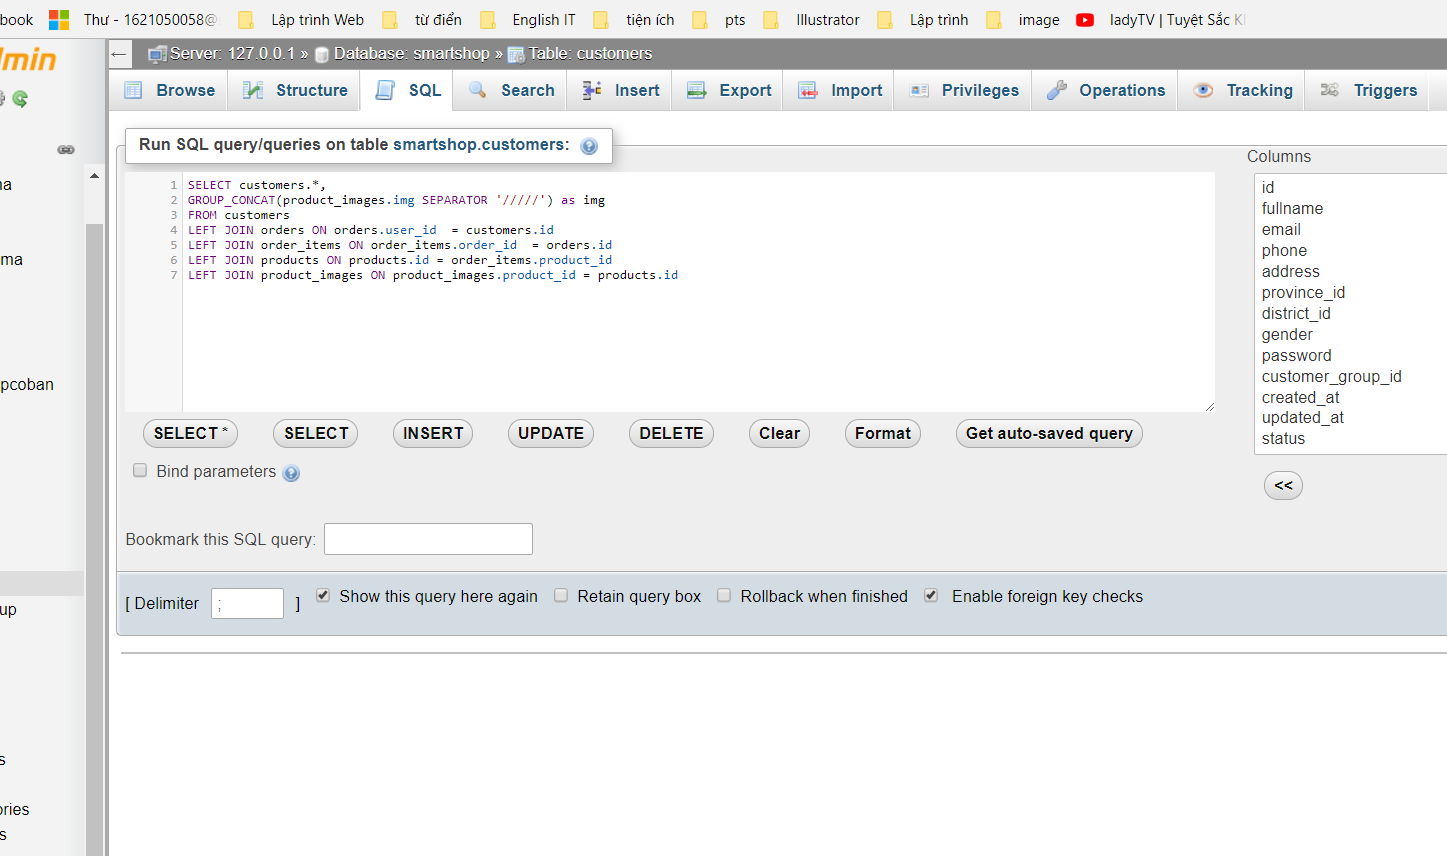 book Thư - 1621050058@ Lập trình Web từ điển English IT tiện ích pts Illustrator Lập trình image ladyTV | Tuyệt Sắc K
Server: 127.0.0.1 » Database: smartshop » Table: customers
Browse Structure SQL Search Insert Export Import Privileges Operations Tracking Triggers
Run SQL query/queries on table smartshop.customers:
1 SELECT customers.*,
2 GROUP_CONCAT(product_images.img SEPARATOR '/////') as img
3 FROM customers
4 LEFT JOIN orders ON orders.user_id  = customers.id
5 LEFT JOIN order_items ON order_items.order_id  = orders.id
6 LEFT JOIN products ON products.id = order_items.product_id
7 LEFT JOIN product_images ON product_images.product_id = products.id
Columns
id
fullname
email
phone
address
province_id
district_id
gender
password
customer_group_id
created_at
updated_at
status
<<
SELECT * SELECT INSERT UPDATE DELETE Clear Format Get auto-saved query
Bind parameters
Bookmark this SQL query:
[ Delimiter ; ] Show this query here again Retain query box Rollback when finished Enable foreign key checks
min
na
ma
pcoban
up
s
ories
s